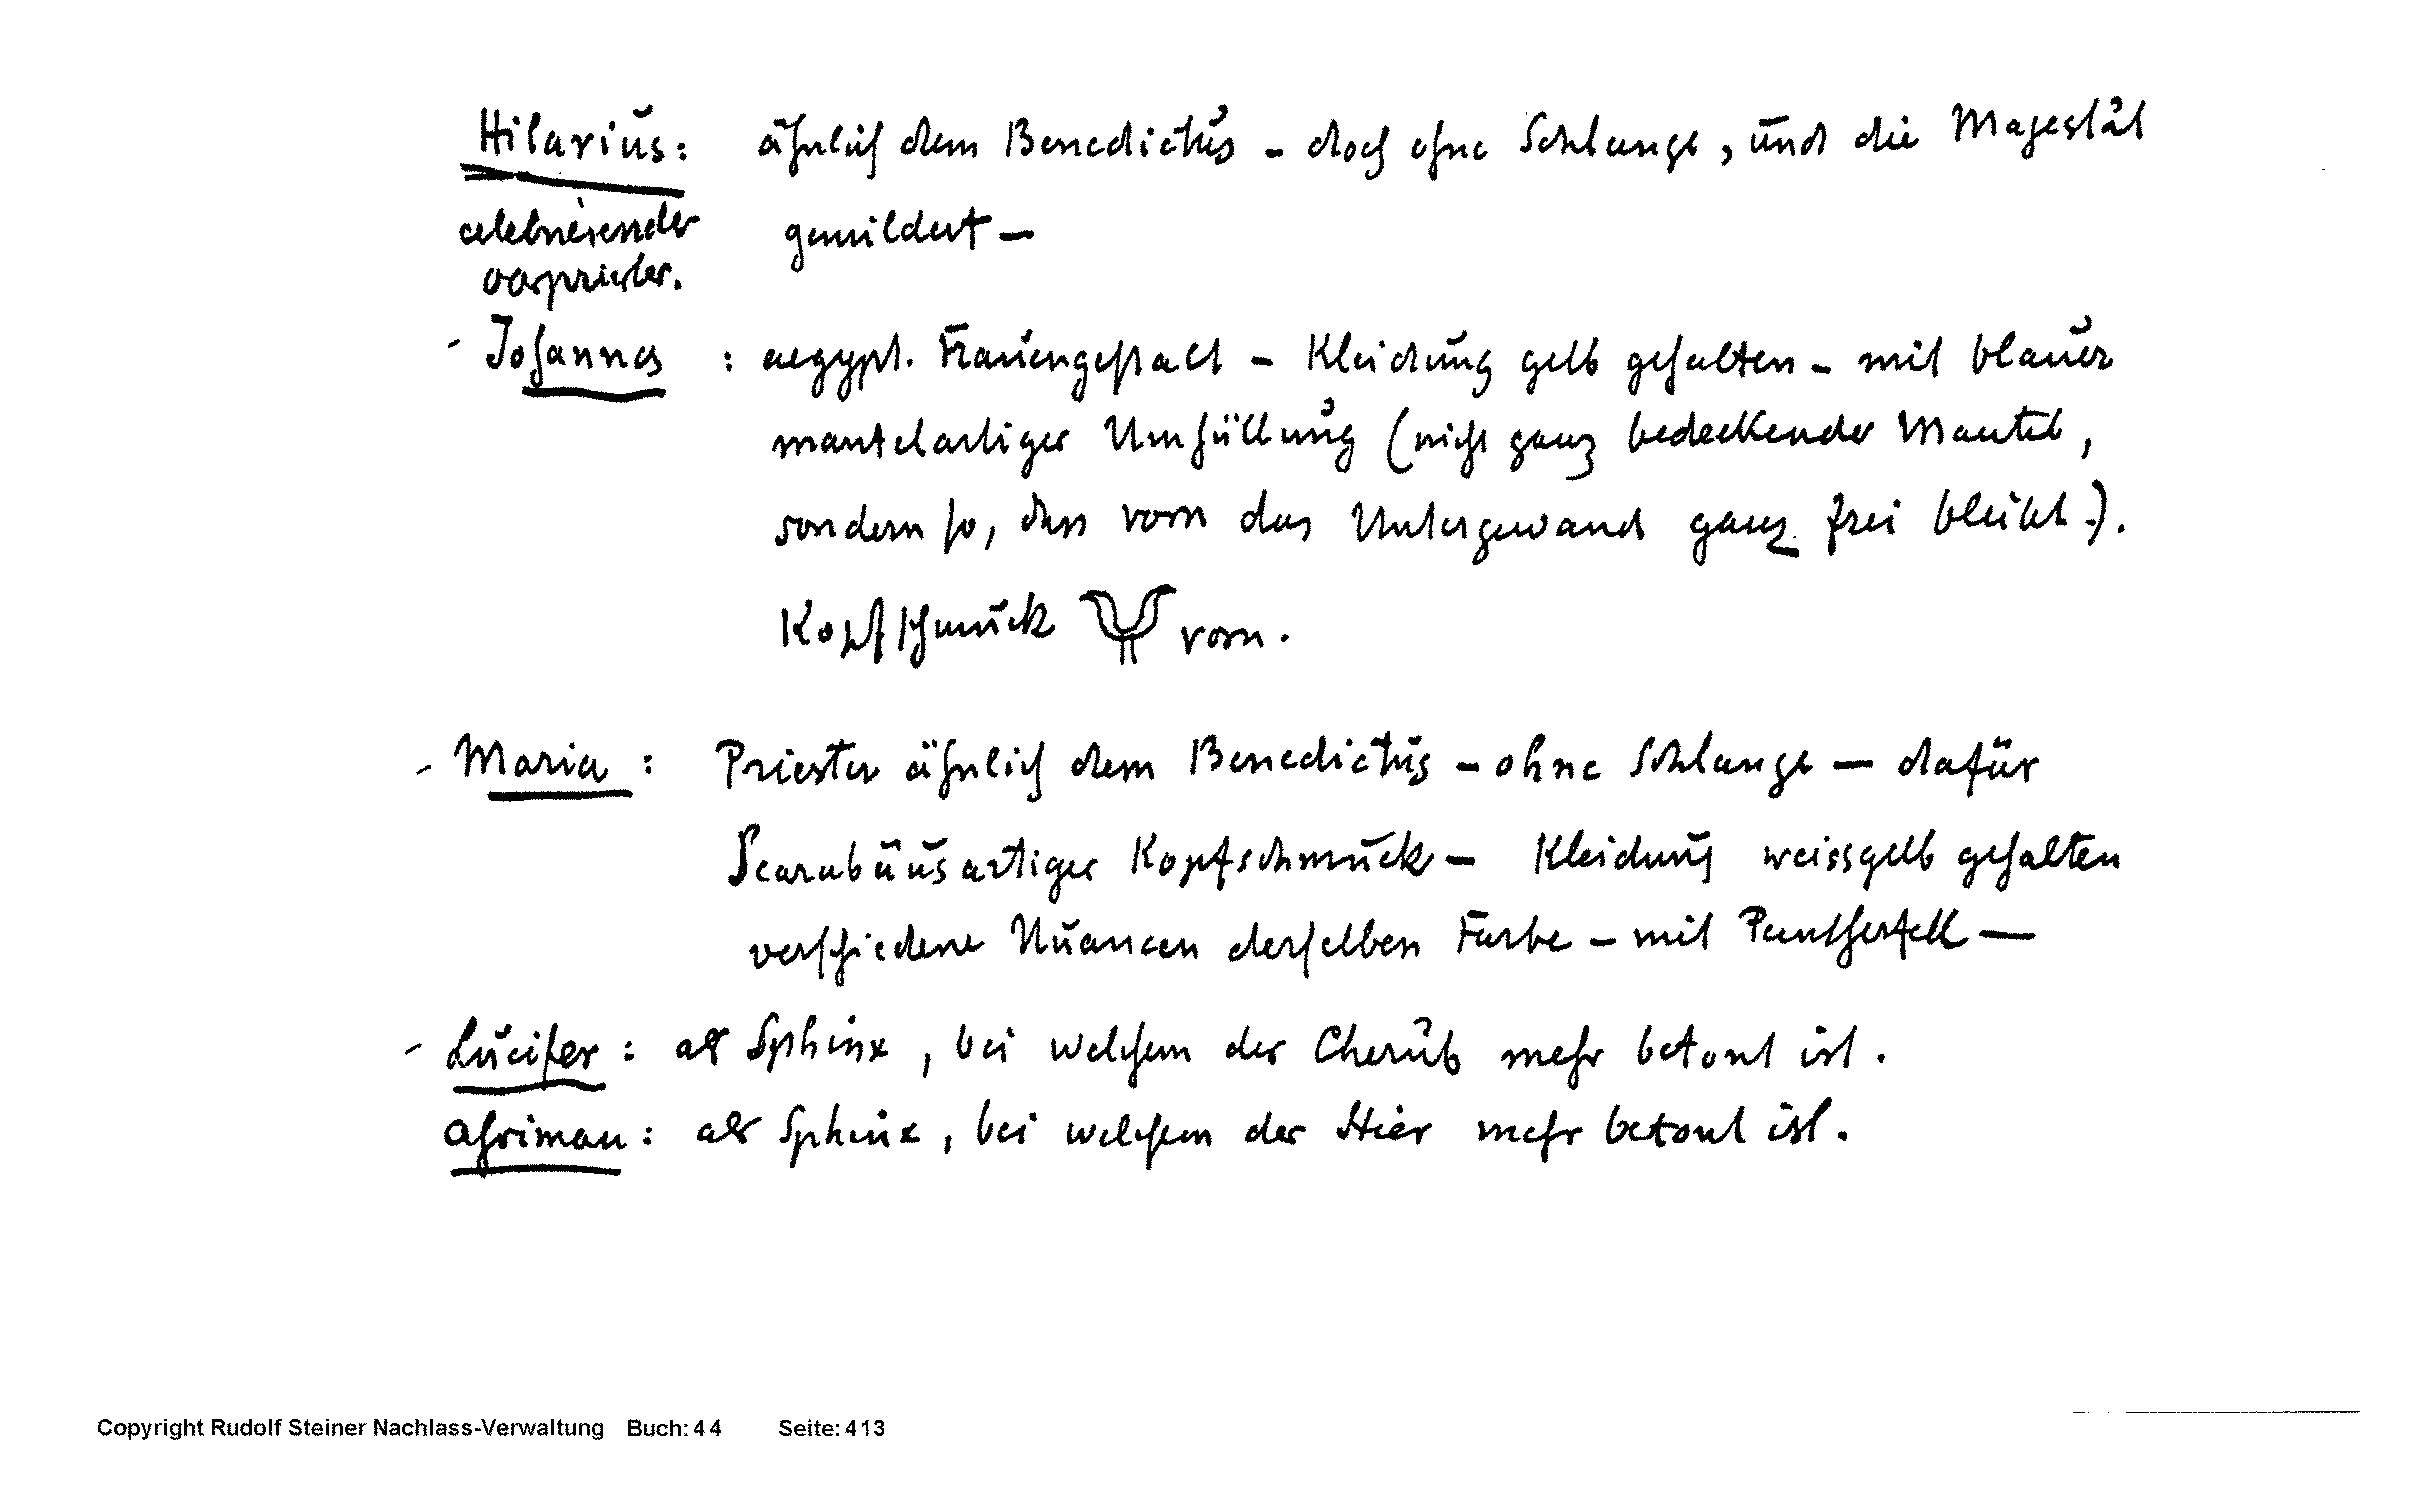 Hilarius: ähnlich dem Benedictus – doch ohne Schlange, und die Majestät
celebrierender gemildert –
Johannes : aegypt. Frauengestalt – Kleidung gelb gehalten – mit blauer
mantelartiger Umhüllung (nicht ganz bedeckender Mantel,
sondern so, dass vorn das Untergewand ganz frei bleibt).
Kopfschmuck vorn.
Maria : Priester ähnlich dem Benedictus – ohne Schlange – dafür
Scarabäusartiger Kopfschmuck – Kleidung weissgelb gehalten
verschiedene Nuancen derselben Farbe – mit Pantherfell –
Lucifer : als Sphinx, bei welchem der Cherub mehr betont ist.
Ahriman : als Sphinx, bei welchem der Stier mehr betont ist.
Copyright Rudolf Steiner Nachlass-Verwaltung Buch: 44 Seite: 413